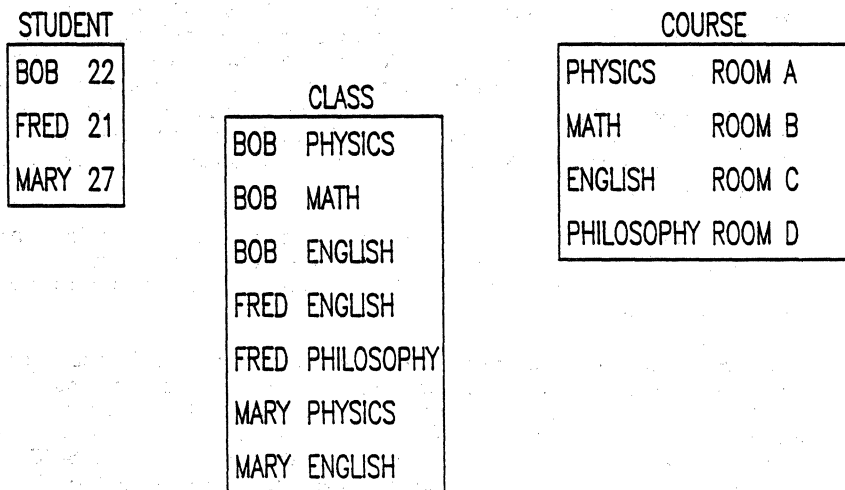 STUDENT
BOB 22
FRED 21
MARY 27
CLASS
BOB PHYSICS
BOB MATH
BOB ENGLISH
FRED ENGLISH
FRED PHILOSOPHY
MARY PHYSICS
MARY ENGLISH
COURSE
PHYSICS ROOM A
MATH ROOM B
ENGLISH ROOM C
PHILOSOPHY ROOM D